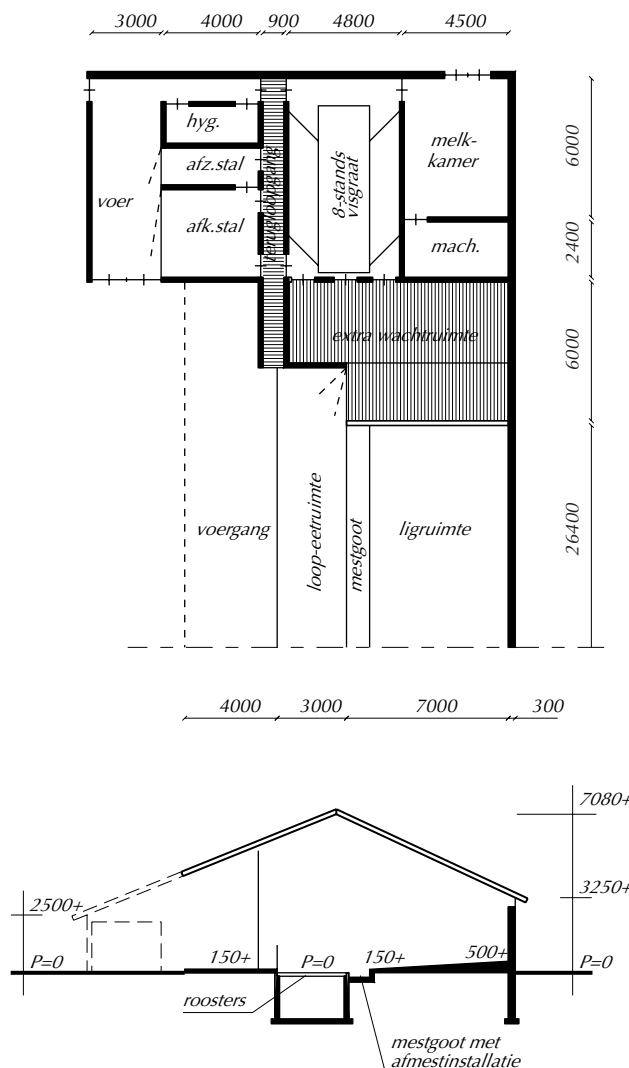 3000 4000 900 4800 4500
hyg.
afz.stal
voer
afk.stal
terugloopgang
8-stands
visgraat
melk-
kamer
mach.
6000
2400
6000
26400
extra wachtruimte
voergang
loop-eetruimte
mestgoot
ligruimte
4000 3000 7000 300
7080+
3250+
2500+
P=0
150+
P=0
150+
500+
P=0
roosters
mestgoot met
afmestinstallatie